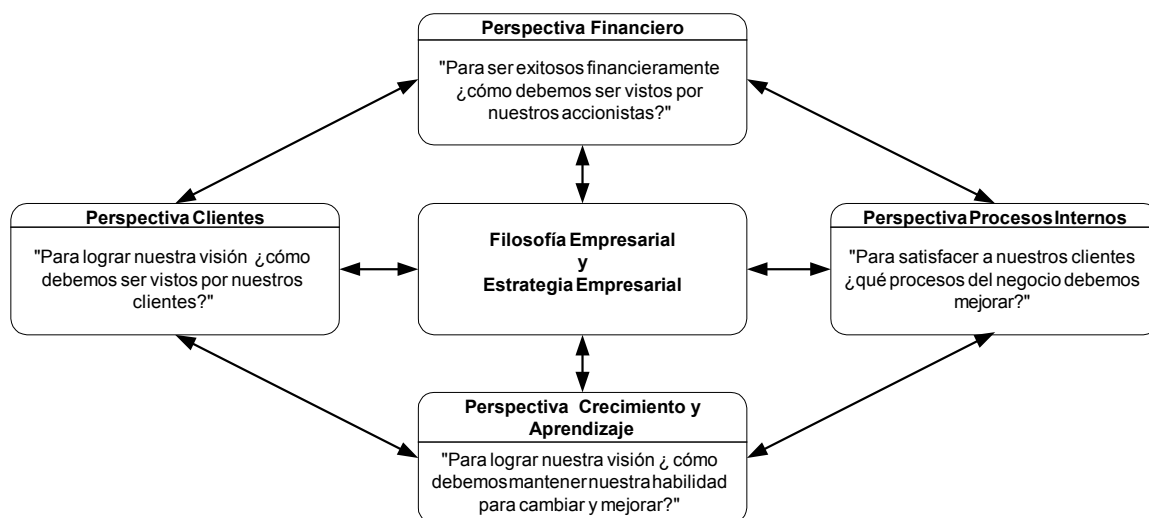 Perspectiva Financiero
"Para ser exitosos financieramente
¿cómo debemos ser vistos por
nuestros accionistas?"
Perspectiva Clientes
"Para lograr nuestra visión ¿cómo
debemos ser vistos por nuestros
clientes?"
Filosofía Empresarial
y
Estrategia Empresarial
Perspectiva Procesos Internos
"Para satisfacer a nuestros clientes
¿qué procesos del negocio debemos
mejorar?"
Perspectiva Crecimiento y
Aprendizaje
"Para lograr nuestra visión ¿ cómo
debemos mantener nuestra habilidad
para cambiar y mejorar?"